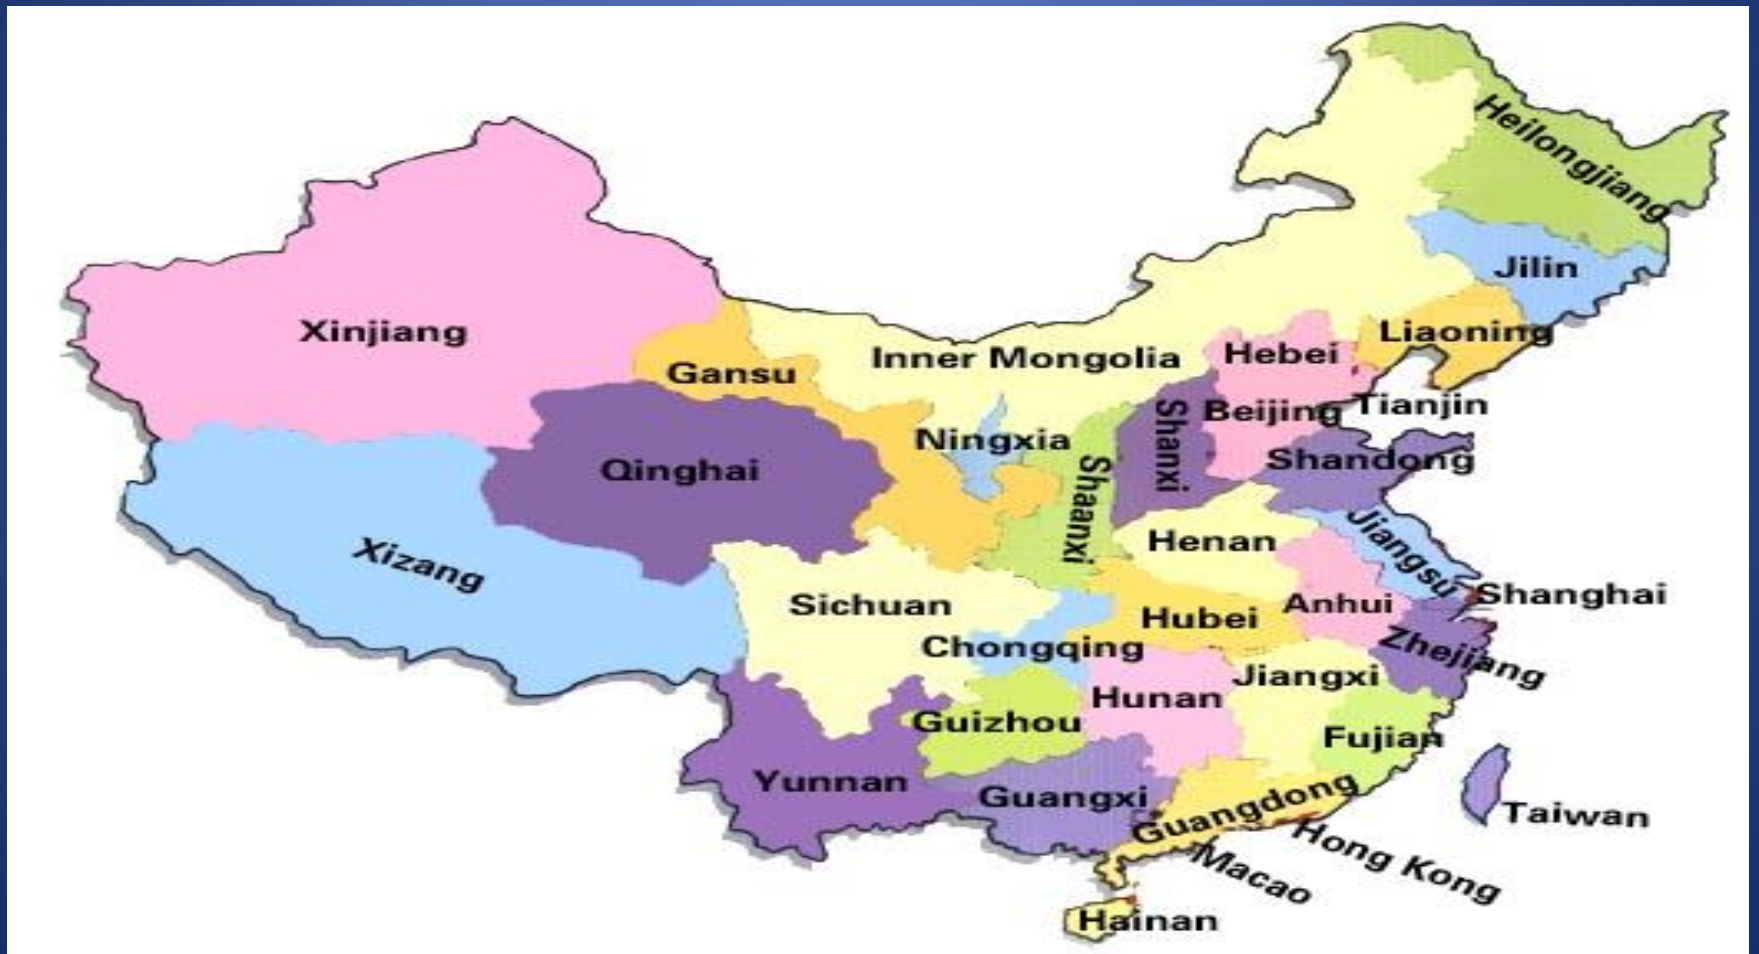 Heilongjiang
Jilin
Xinjiang
Liaoning
Inner Mongolia
Hebei
Gansu
Beijing
Tianjin
Shanxi
Ningxia
Shandong
Qinghai
Shaanxi
Jiangsu
Henan
Xizang
Shanghai
Sichuan
Anhui
Hubei
Chongqing
Zhejiang
Jiangxi
Hunan
Guizhou
Fujian
Yunnan
Guangxi
Guangdong
Taiwan
Hong Kong
Macao
Hainan